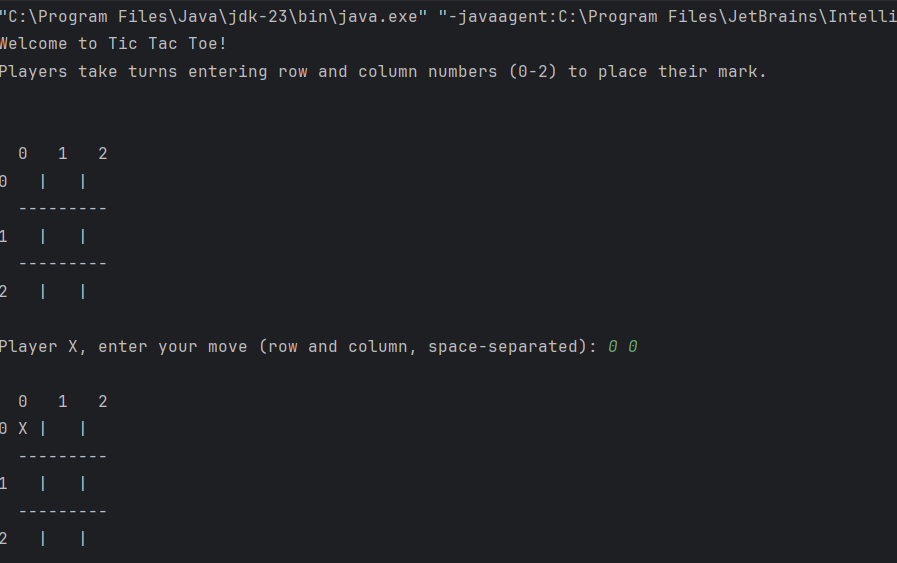 "C:\Program Files\Java\jdk-23\bin\java.exe" "-javaagent:C:\Program Files\JetBrains\Intelli
Welcome to Tic Tac Toe!
Players take turns entering row and column numbers (0-2) to place their mark.
  0   1   2
0   |   |
  ---------
1   |   |
  ---------
2   |   |
Player X, enter your move (row and column, space-separated): 0 0
  0   1   2
0 X |   |
  ---------
1   |   |
  ---------
2   |   |